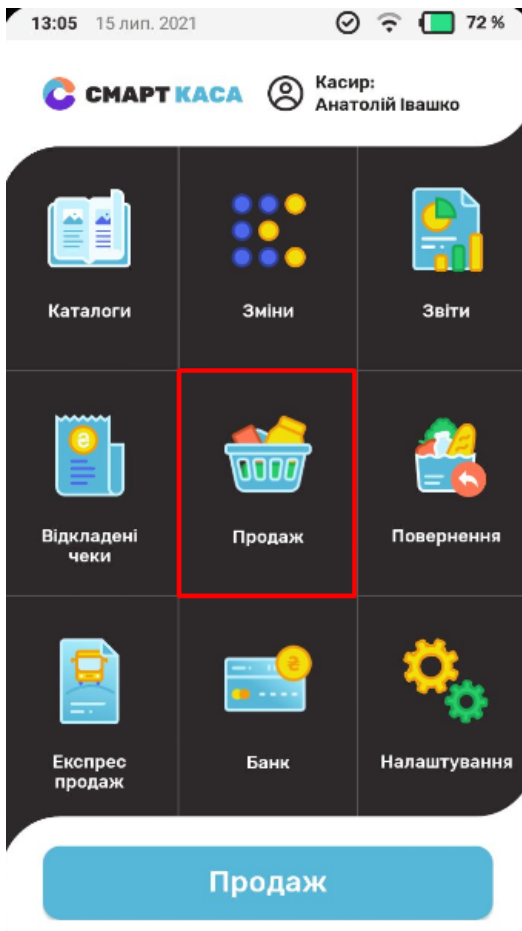 13:05 15 лип. 2021 72 %
СМАРТ КАСА
Касир:
Анатолій Івашко
Каталоги
Зміни
Звіти
Відкладені
чеки
Продаж
Повернення
Експрес
продаж
Банк
Налаштування
Продаж